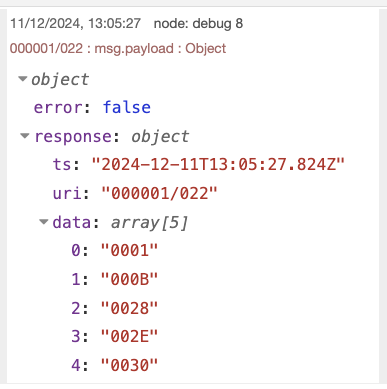 11/12/2024, 13:05:27 node: debug 8
000001/022 : msg.payload : Object
object
error: false
response: object
ts: "2024-12-11T13:05:27.824Z"
uri: "000001/022"
data: array[5]
0: "0001"
1: "000B"
2: "0028"
3: "002E"
4: "0030"